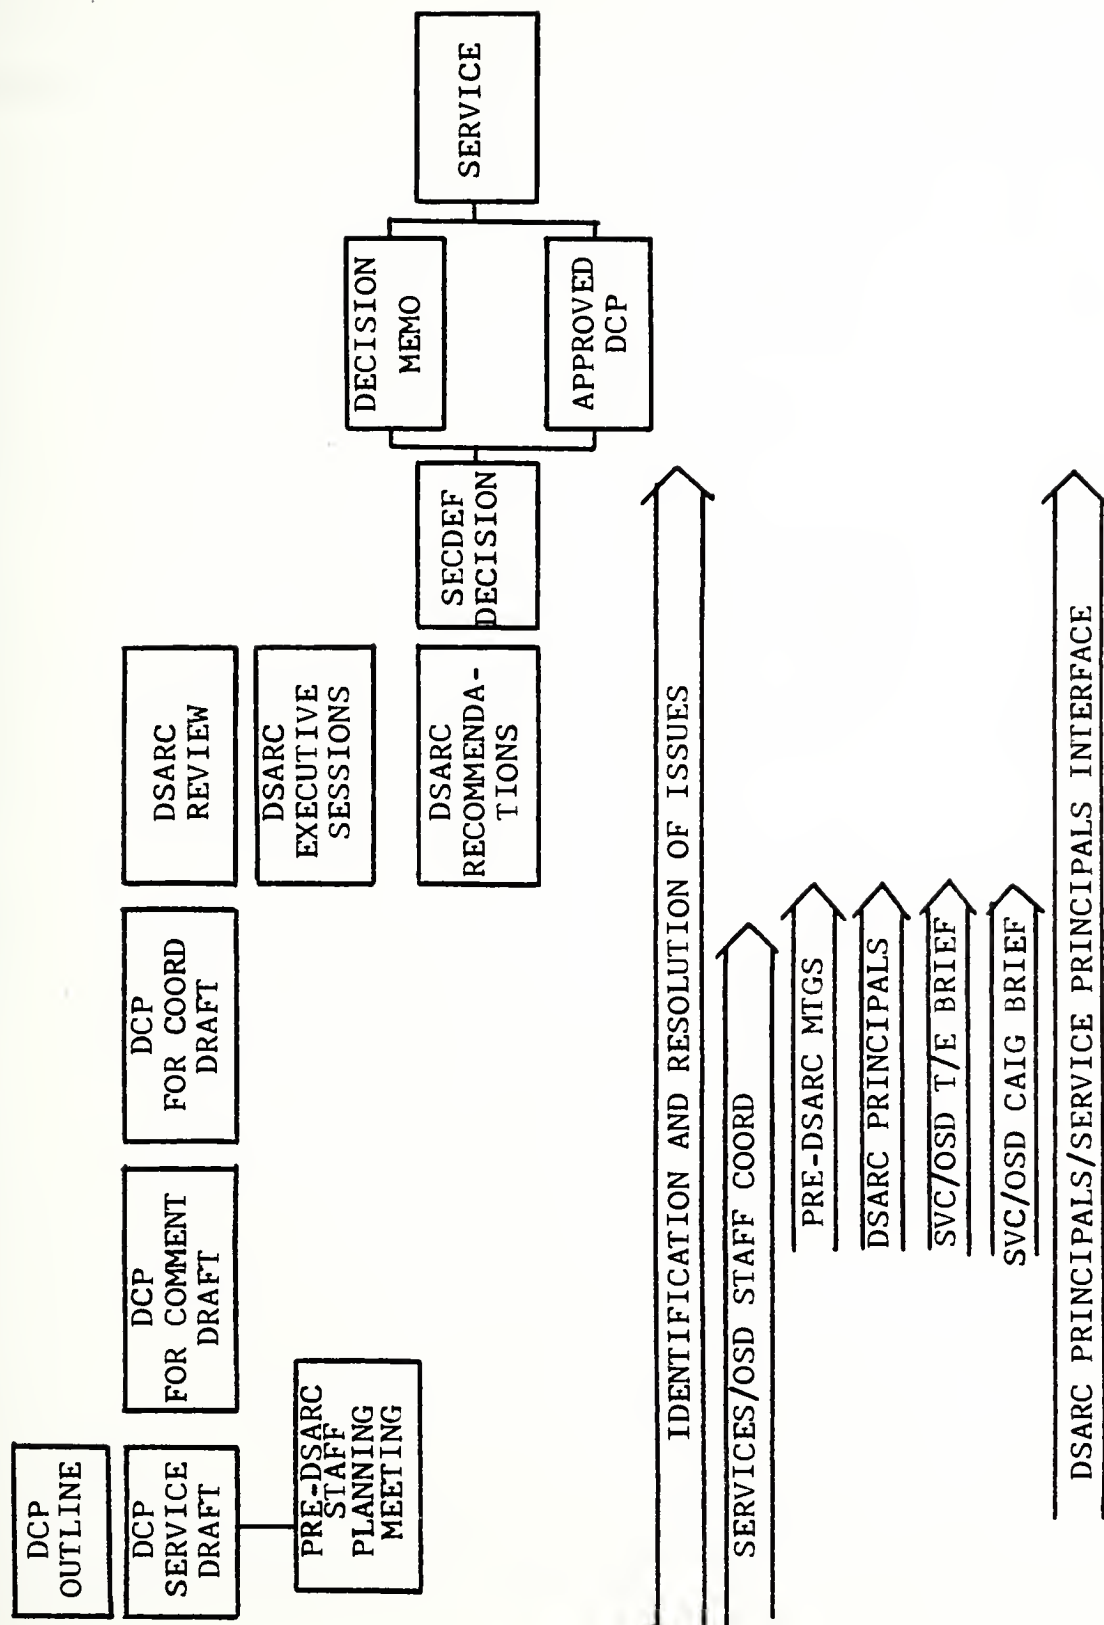 DCP
OUTLINE
DCP
SERVICE
DRAFT
PRE-DSARC
STAFF
PLANNING
MEETING
DCP
FOR COMMENT
DRAFT
DCP
FOR COORD
DRAFT
DSARC
REVIEW
DSARC
EXECUTIVE
SESSIONS
DSARC
RECOMMENDA-
TIONS
SECDEF
DECISION
DECISION
MEMO
APPROVED
DCP
SERVICE
IDENTIFICATION AND RESOLUTION OF ISSUES
SERVICES/OSD STAFF COORD
PRE-DSARC MTGS
DSARC PRINCIPALS
SVC/OSD T/E BRIEF
SVC/OSD CAIG BRIEF
DSARC PRINCIPALS/SERVICE PRINCIPALS INTERFACE